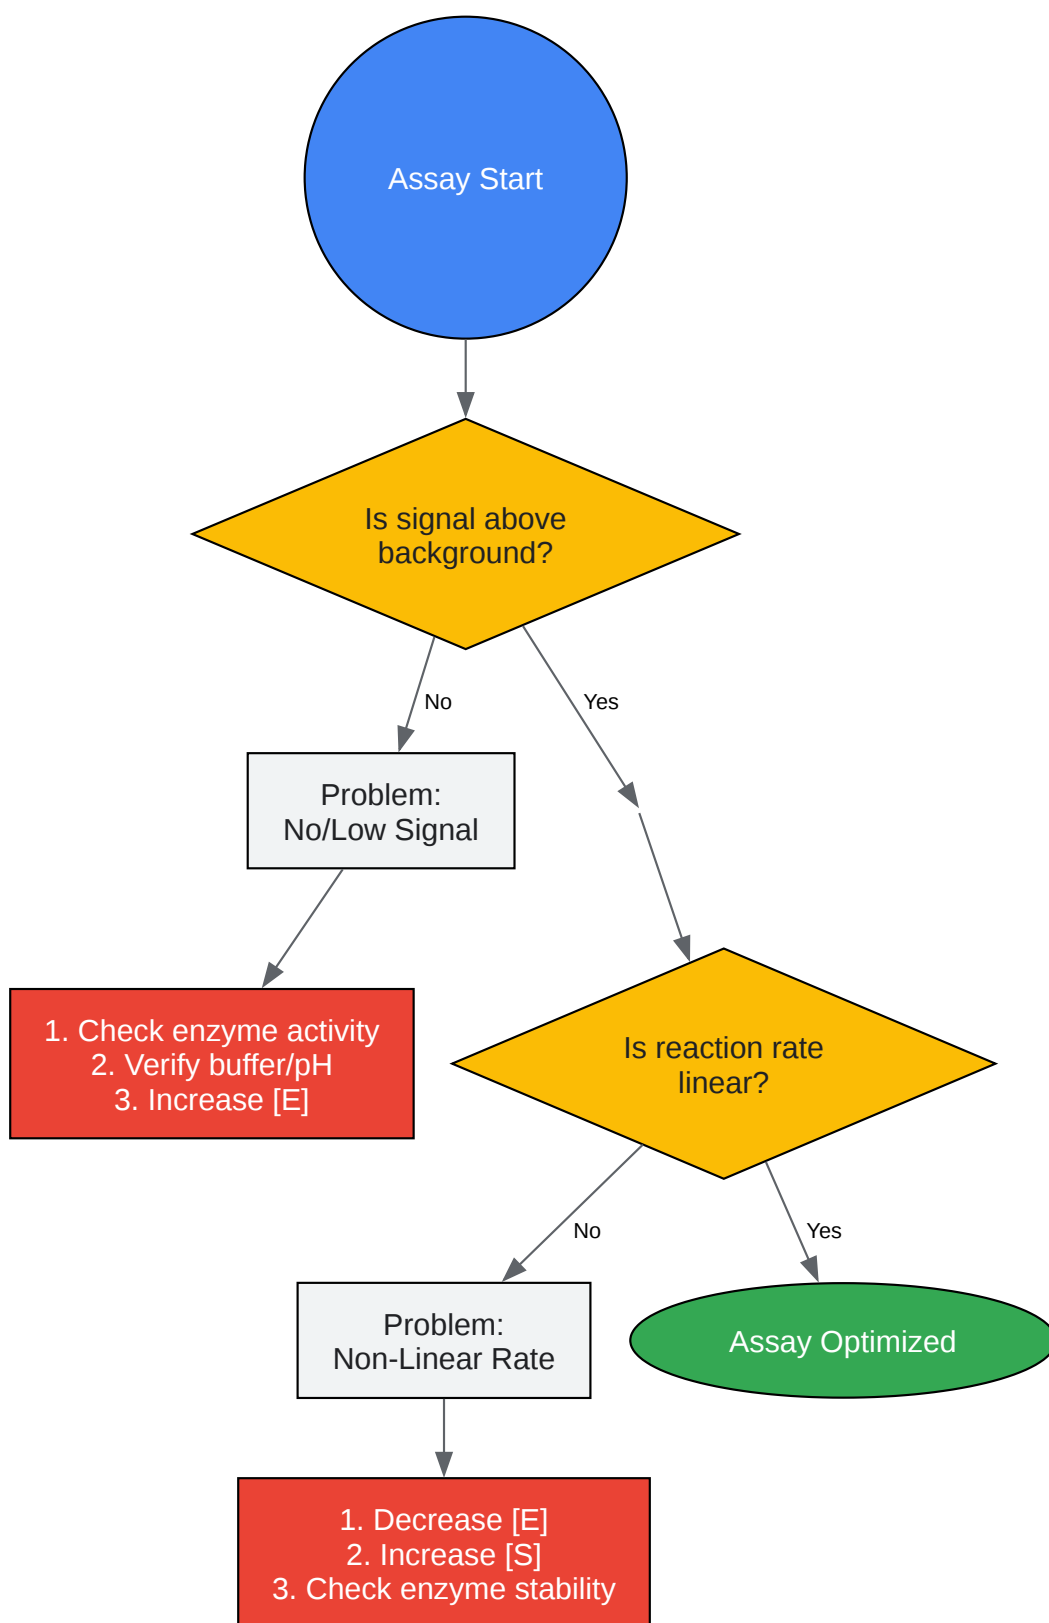 Assay Start
Is signal above
background?
No
Yes
Problem:
No/Low Signal
1. Check enzyme activity
2. Verify buffer/pH
3. Increase [E]
Is reaction rate
linear?
No
Yes
Problem:
Non-Linear Rate
Assay Optimized
1. Decrease [E]
2. Increase [S]
3. Check enzyme stability